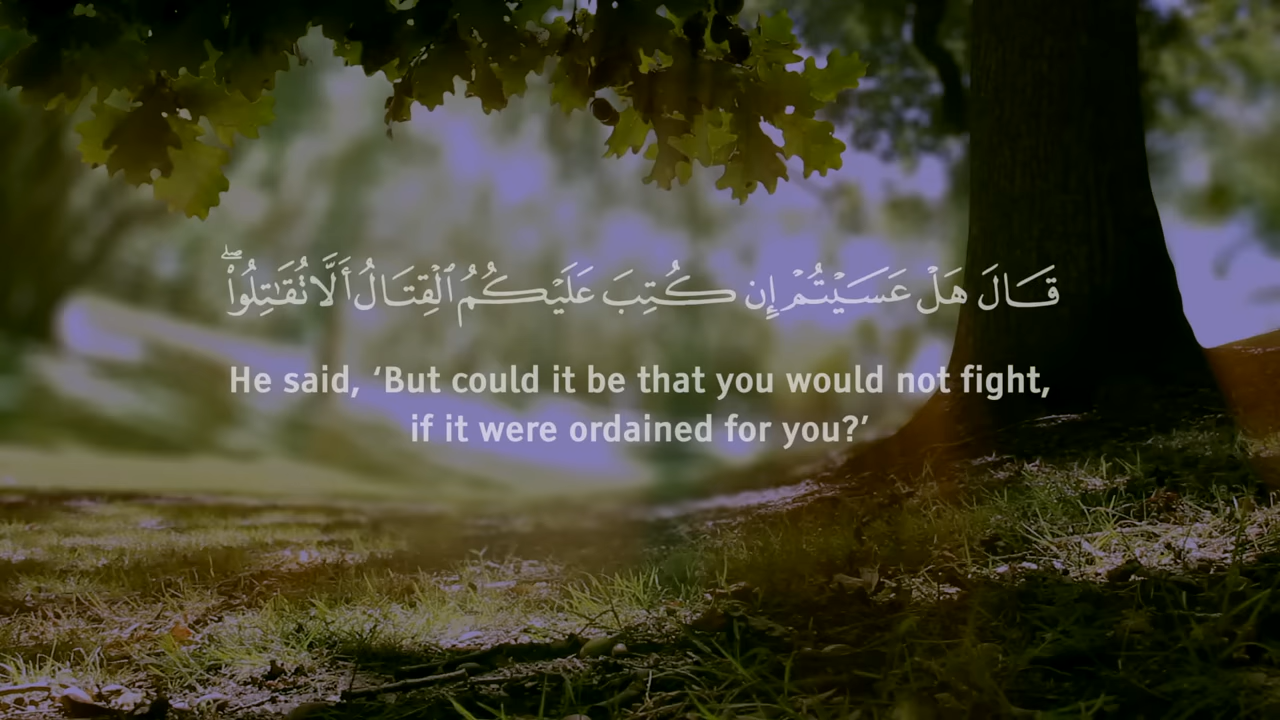 قَالَ هَلْ عَسَيْتُمْ إِن كُتِبَ عَلَيْكُمُ ٱلْقِتَالُ أَلَّا تُقَٰتِلُوا۟ۖ
He said, ‘But could it be that you would not fight,
if it were ordained for you?’